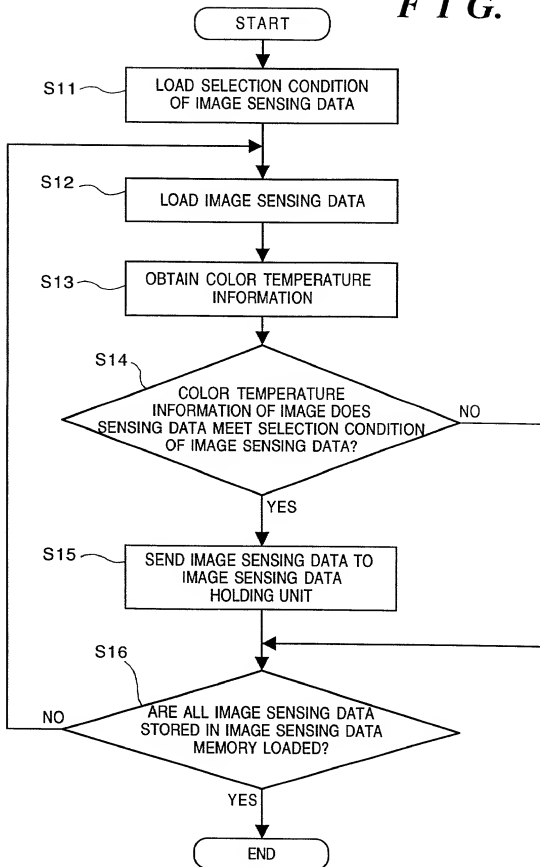 FIG.
START
S11
LOAD SELECTION CONDITION
OF IMAGE SENSING DATA
S12
LOAD IMAGE SENSING DATA
S13
OBTAIN COLOR TEMPERATURE
INFORMATION
S14
COLOR TEMPERATURE
INFORMATION OF IMAGE DOES
SENSING DATA MEET SELECTION CONDITION
OF IMAGE SENSING DATA?
NO
YES
S15
SEND IMAGE SENSING DATA TO
IMAGE SENSING DATA
HOLDING UNIT
S16
ARE ALL IMAGE SENSING DATA
STORED IN IMAGE SENSING DATA
MEMORY LOADED?
NO
YES
END